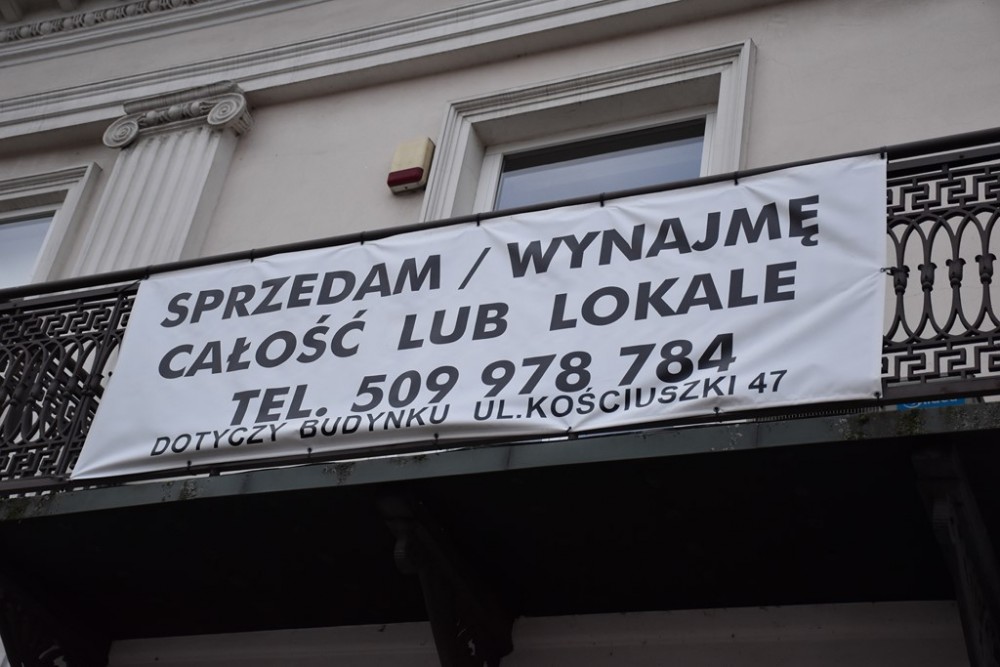 SPRZEDAM / WYNAJMĘ
CAŁOŚĆ LUB LOKALE
TEL. 509 978 784
DOTYCZY BUDYNKU UL.KOŚCIUSZKI 47